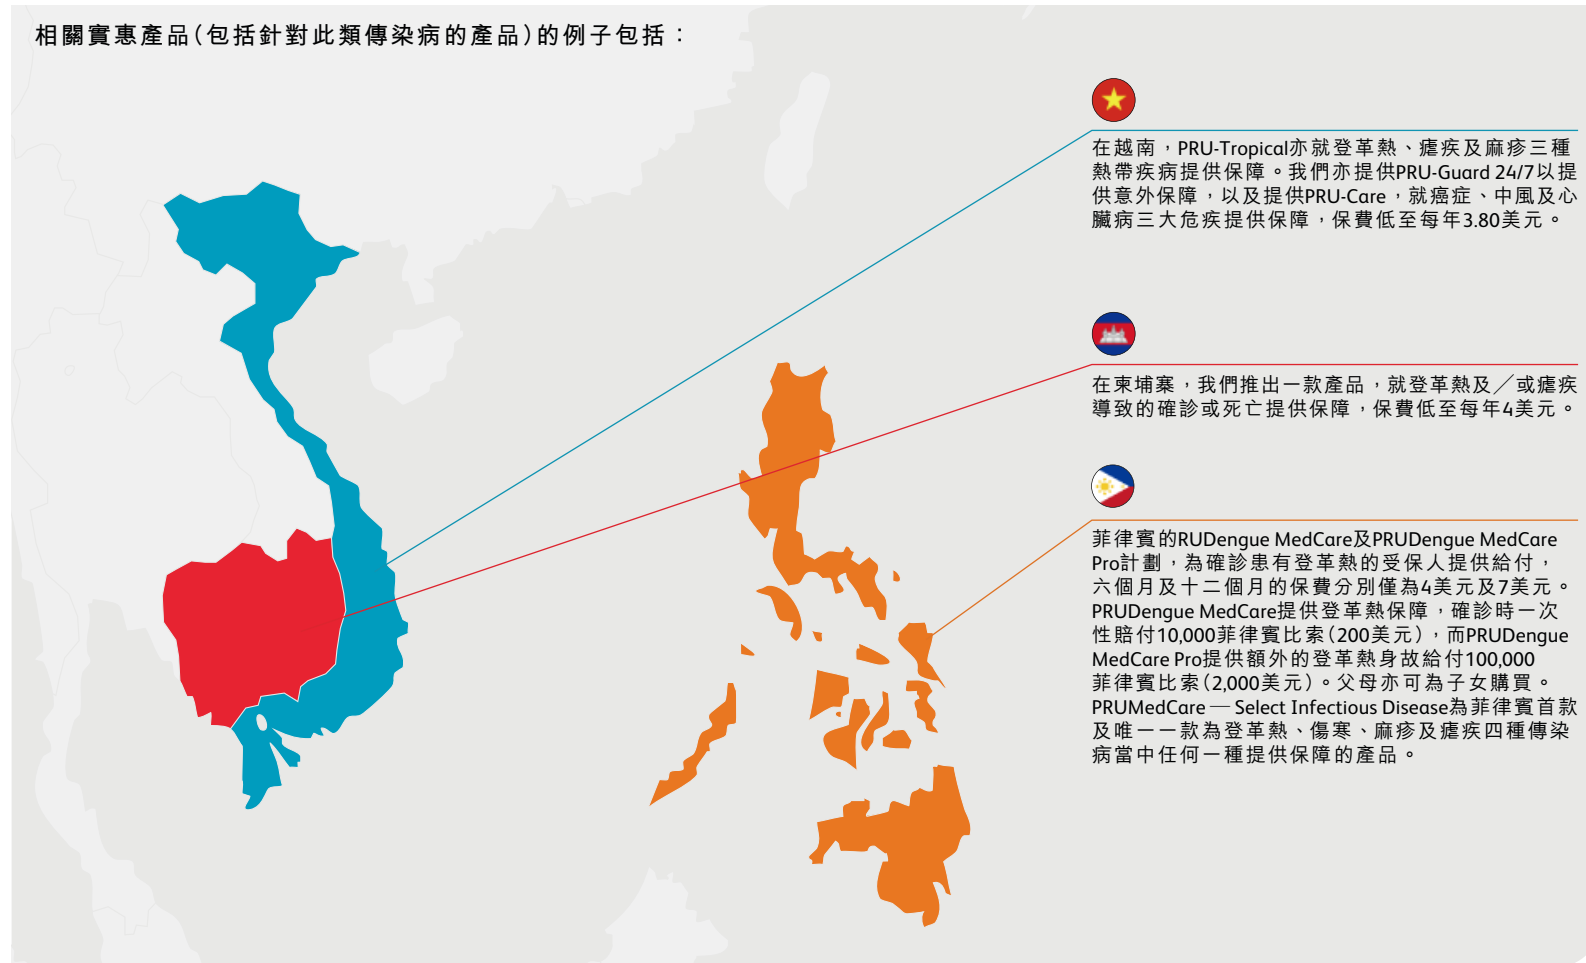 相關實惠產品（包括針對此類傳染病的產品）的例子包括：
在越南，PRU-Tropical亦就登革熱、瘧疾及麻疹三種
熱帶疾病提供保障。我們亦提供PRU-Guard 24/7以提
供意外保障，以及提供PRU-Care，就癌症、中風及心
臟病三大危疾提供保障，保費低至每年3.80美元。
在柬埔寨，我們推出一款產品，就登革熱及／或瘧疾
導致的確診或死亡提供保障，保費低至每年4美元。
菲律賓的RUDengue MedCare及PRUDengue MedCare
Pro計劃，為確診患有登革熱的受保人提供給付，
六個月及十二個月的保費分別僅為4美元及7美元。
PRUDengue MedCare提供登革熱保障，確診時一次
性賠付10,000菲律賓比索（200美元），而PRUDengue
MedCare Pro提供額外的登革熱身故給付100,000
菲律賓比索（2,000美元）。父母亦可為子女購買。
PRUMedCare — Select Infectious Disease為菲律賓首款
及唯一一款為登革熱、傷寒、麻疹及瘧疾四種傳染
病當中任何一種提供保障的產品。